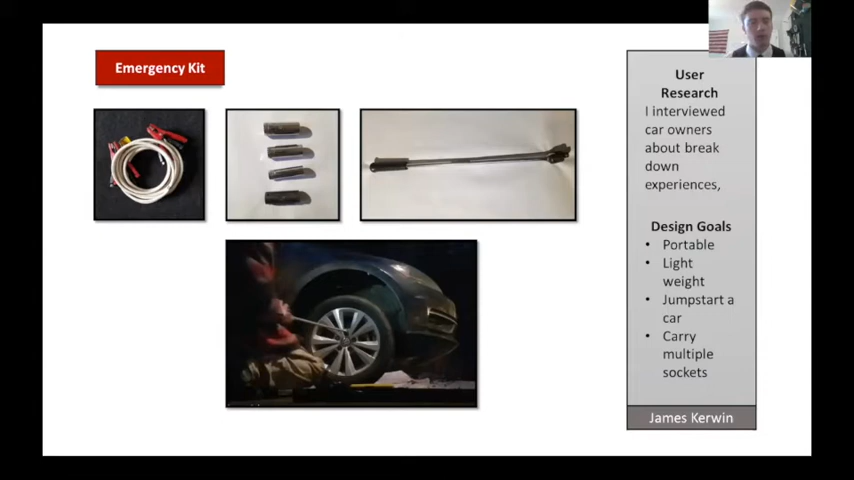 Emergency Kit
User
Research
I interviewed
car owners
about break
down
experiences,
Design Goals
• Portable
• Light
weight
• Jumpstart a
car
• Carry
multiple
sockets
James Kerwin